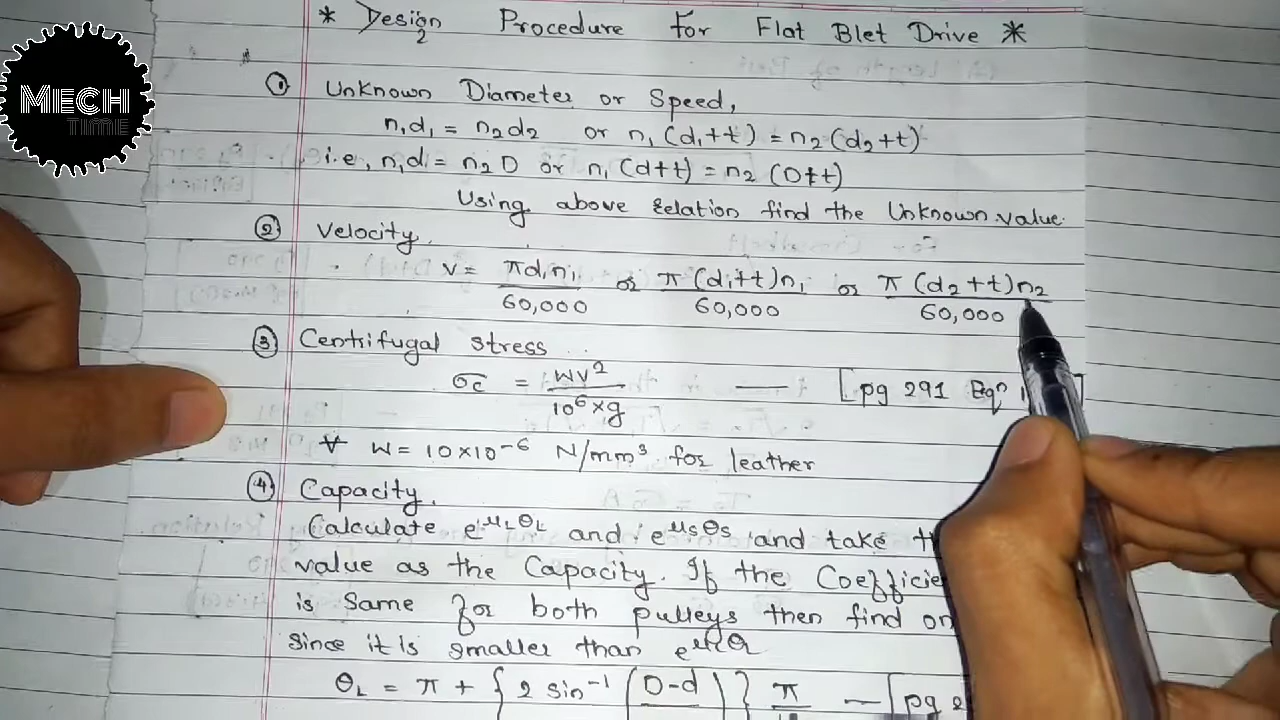 MECH
TIME
* Design Procedure For Flat Blet Drive *
① Unknown Diameter or Speed,
n₁d₁ = n₂d₂ or n₁(d₁+t) = n₂(d₂+t)
i.e, n₁d = n₂D or n₁(d+t) = n₂(D+t)
Using above relation find the Unknown value.
② Velocity,
v = πd₁n₁/60,000 or π(d₁+t)n₁/60,000 or π(d₂+t)n₂/60,000
③ Centrifugal stress
σc = wv²/10⁶×g — [pg 291 Eqn
∀ w = 10×10⁻⁶ N/mm³ for leather
④ Capacity.
Calculate e^μLθL and e^μsθs and take
value as the Capacity. If the
is same for both pulleys then find
since it is smaller than
θL = π + {2 sin⁻¹(D-d
} π — [pg